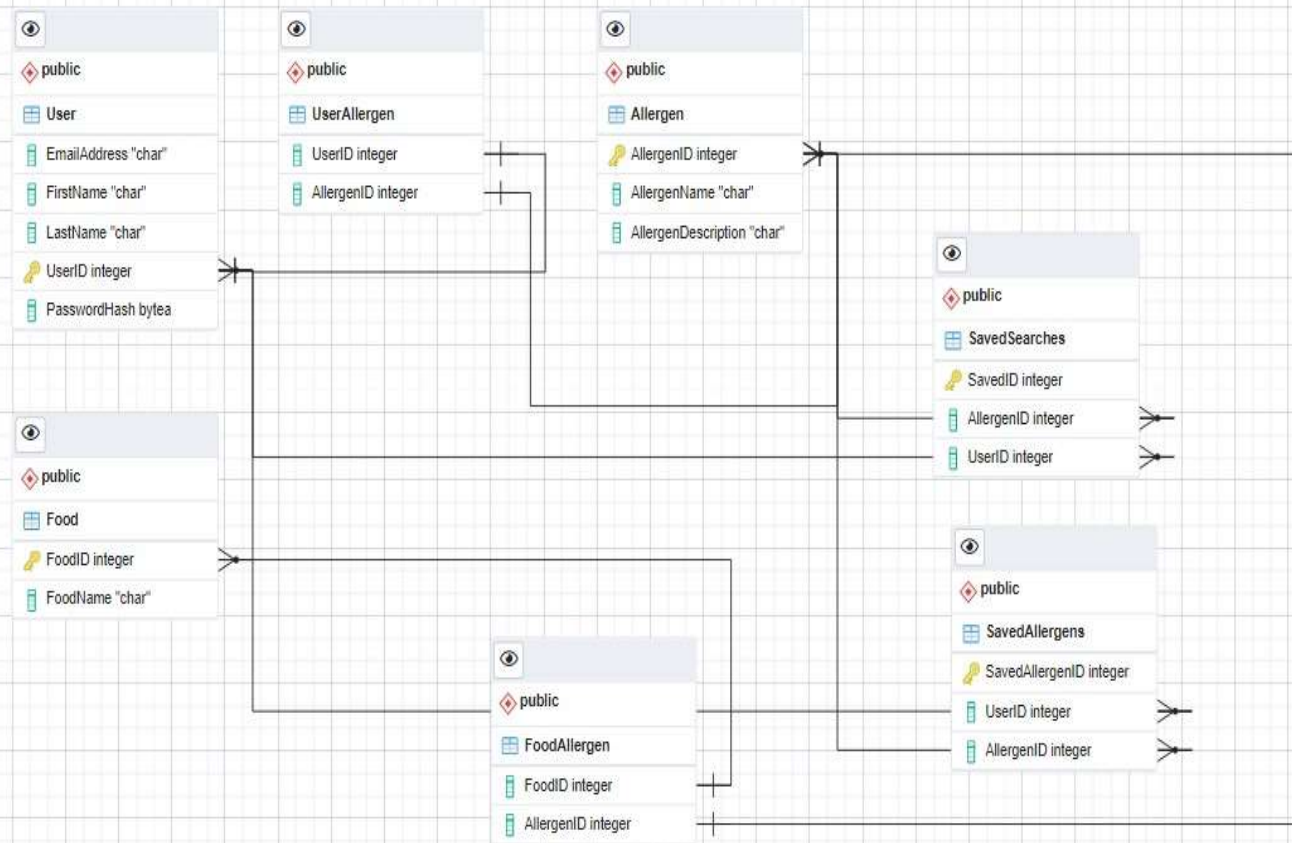 public
User
EmailAddress "char"
FirstName "char"
LastName "char"
UserID integer
PasswordHash bytea
public
UserAllergen
UserID integer
AllergenID integer
public
Allergen
AllergenID integer
AllergenName "char"
AllergenDescription "char"
public
SavedSearches
SavedID integer
AllergenID integer
UserID integer
public
Food
FoodID integer
FoodName "char"
public
FoodAllergen
FoodID integer
AllergenID integer
public
SavedAllergens
SavedAllergenID integer
UserID integer
AllergenID integer